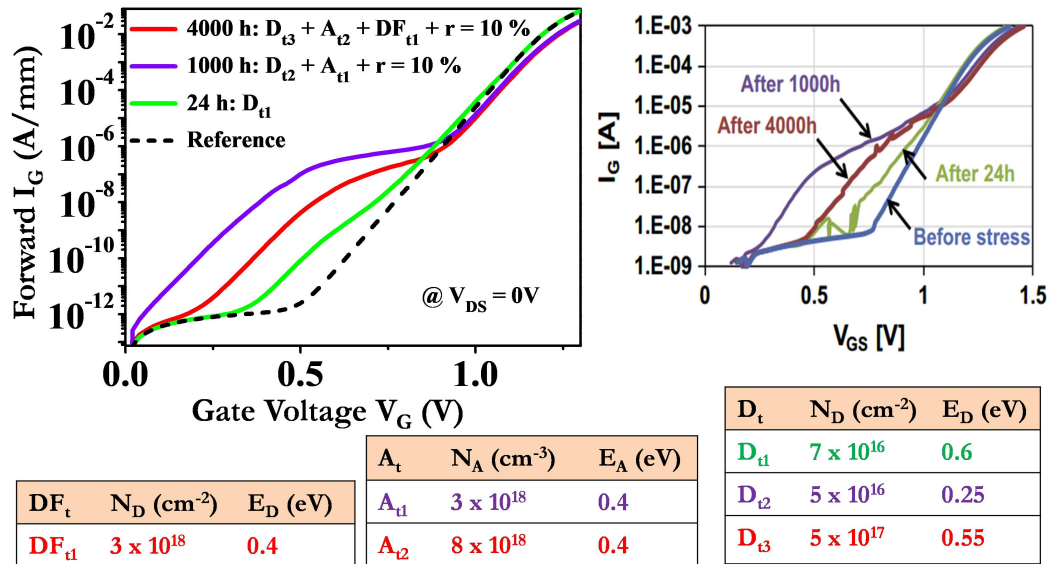 4000 h: Dt3 + At2 + DFt1 + r = 10 %
1000 h: Dt2 + At1 + r = 10 %
24 h: Dt1
Reference
@ VDS = 0V
Forward IG (A/mm)
10-2
10-4
10-6
10-8
10-10
10-12
0.0 0.5 1.0
Gate Voltage VG (V)
IG [A]
1.E-03
1.E-04
1.E-05
1.E-06
1.E-07
1.E-08
1.E-09
After 1000h
After 4000h
After 24h
Before stress
0 0.5 1 1.5
VGS [V]
DFt ND (cm-2) ED (eV)
DFt1 3 x 1018 0.4
At NA (cm-3) EA (eV)
At1 3 x 1018 0.4
At2 8 x 1018 0.4
Dt ND (cm-2) ED (eV)
Dt1 7 x 1016 0.6
Dt2 5 x 1016 0.25
Dt3 5 x 1017 0.55